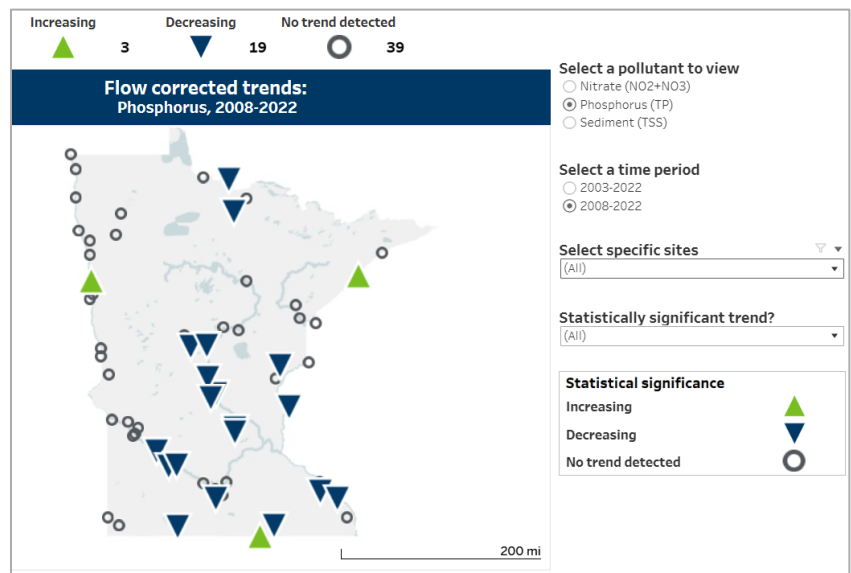 Increasing Decreasing No trend detected
3 19 39
Flow corrected trends:
Phosphorus, 2008-2022
200 mi
Select a pollutant to view
Nitrate (NO2+NO3)
Phosphorus (TP)
Sediment (TSS)
Select a time period
2003-2022
2008-2022
Select specific sites
(All)
Statistically significant trend?
(All)
Statistical significance
Increasing
Decreasing
No trend detected